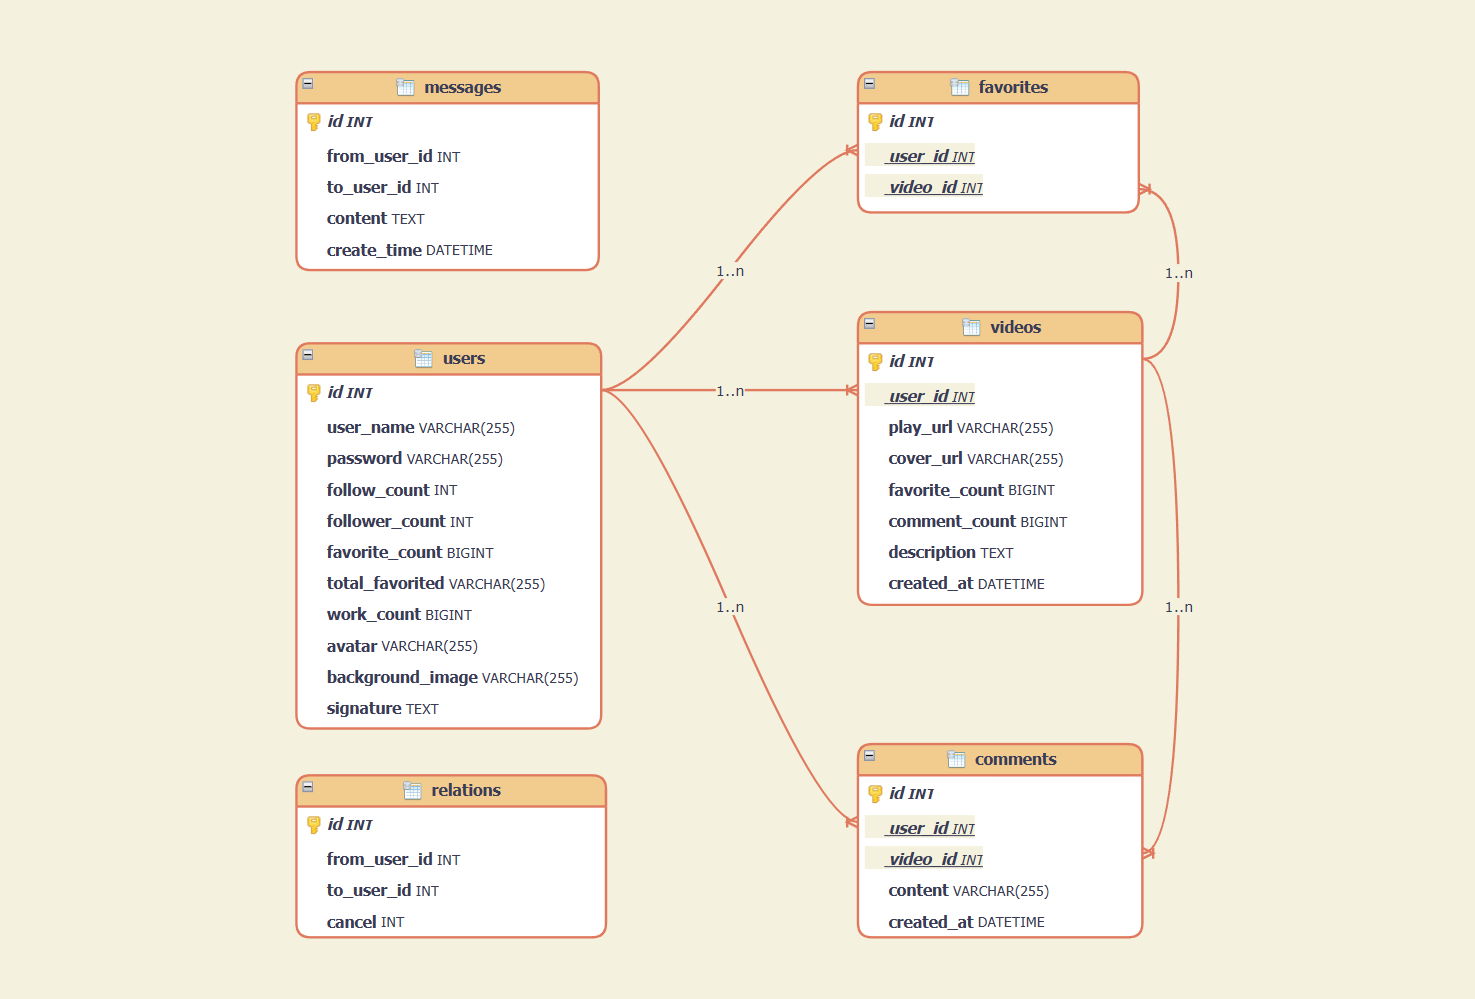 messages
id INT
from_user_id INT
to_user_id INT
content TEXT
create_time DATETIME
favorites
id INT
user_id INT
video_id INT
1..n
1..n
users
id INT
user_name VARCHAR(255)
password VARCHAR(255)
follow_count INT
follower_count INT
favorite_count BIGINT
total_favorited VARCHAR(255)
work_count BIGINT
avatar VARCHAR(255)
background_image VARCHAR(255)
signature TEXT
1..n
videos
id INT
user_id INT
play_url VARCHAR(255)
cover_url VARCHAR(255)
favorite_count BIGINT
comment_count BIGINT
description TEXT
created_at DATETIME
1..n
1..n
relations
id INT
from_user_id INT
to_user_id INT
cancel INT
comments
id INT
user_id INT
video_id INT
content VARCHAR(255)
created_at DATETIME